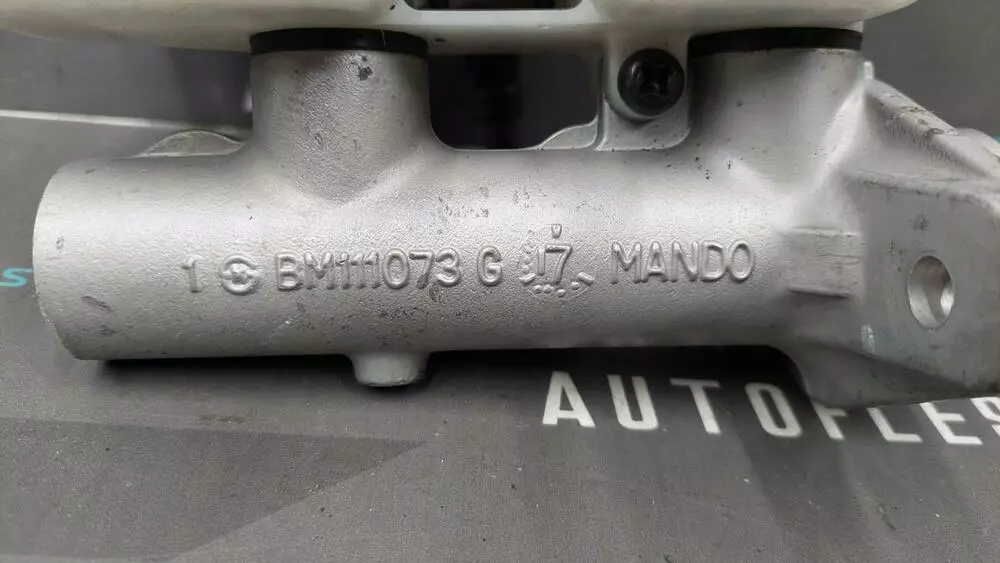 1 BM111073 G 17 MANDO
S
AUTOFLES